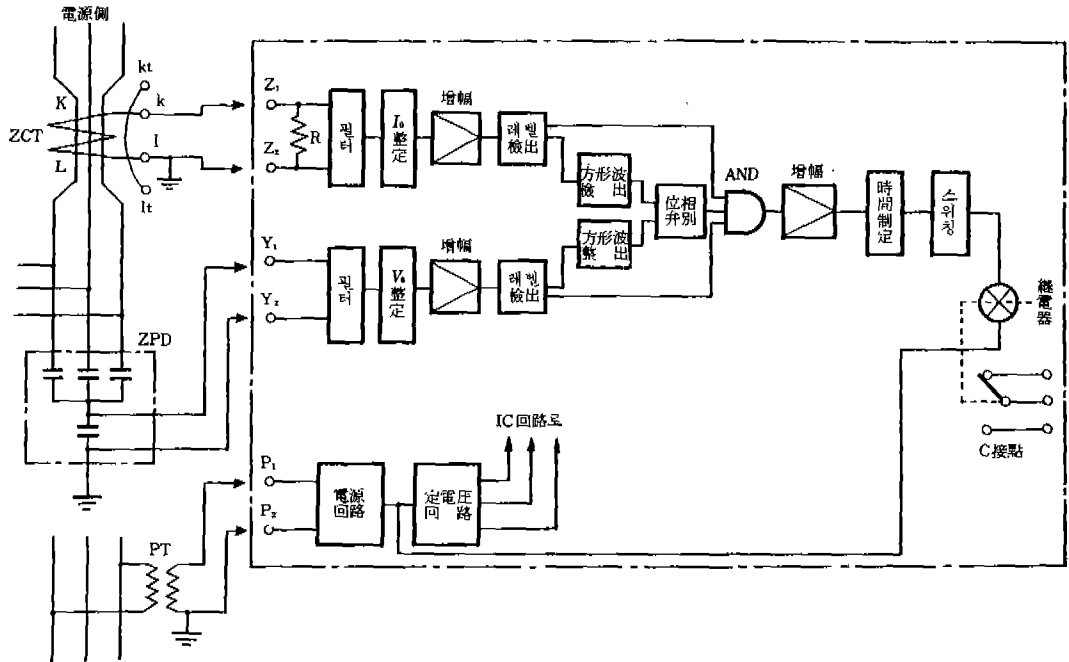 電源側
kt
k
K
ZCT
L
l
lt
Z₁
Z₂
R
필터
I₀ 整定
增幅
레벨 檢出
方形波 檢出
位相 弁別
AND
增幅
時間制定
스위칭
Y₁
Y₂
필터
V₀ 整定
增幅
레벨 檢出
方形波 整出
繼電器
ZPD
C接點
IC回路로
P₁
P₂
電源 回路
定電圧 回路
PT